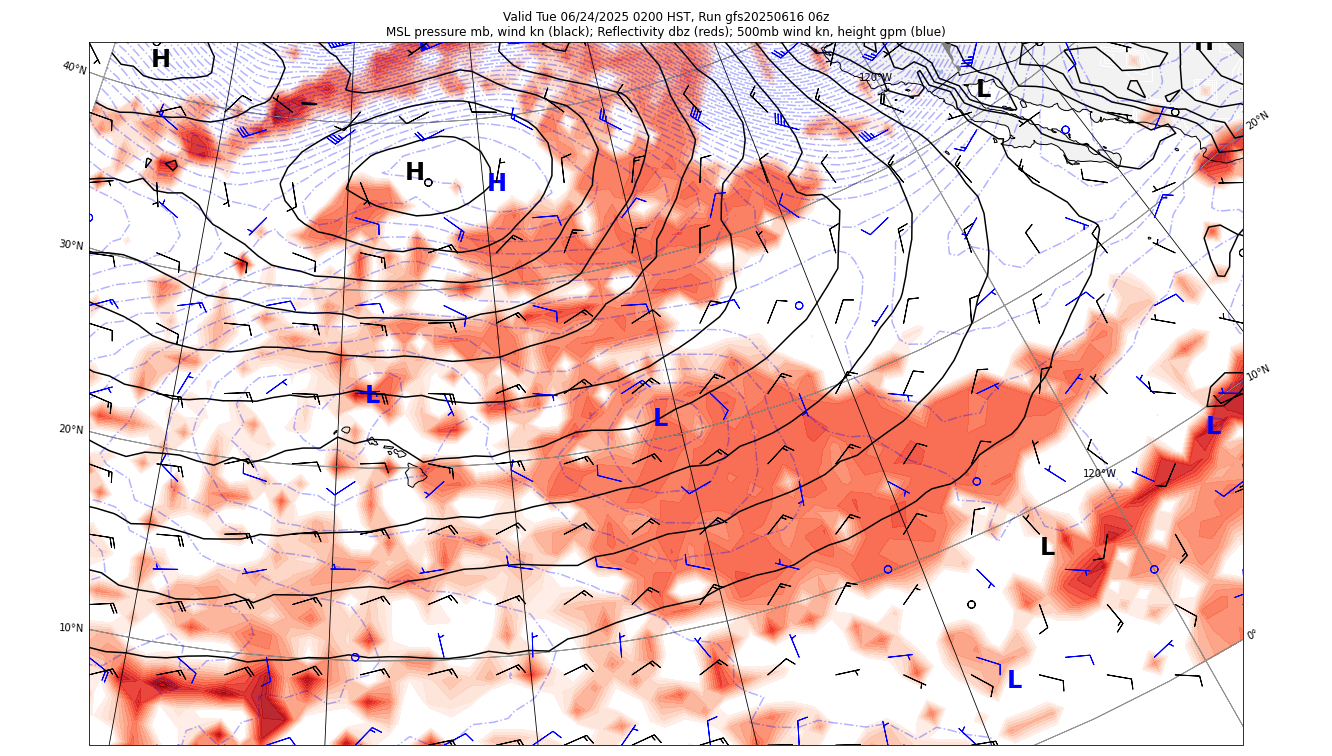 Valid Tue 06/24/2025 0200 HST, Run gfs20250616 06z
MSL pressure mb, wind kn (black); Reflectivity dbz (reds); 500mb wind kn, height gpm (blue)
H
H
40°N
120°W
L
20°N
H
H
30°N
10°N
L
L
L
20°N
120°W
L
10°N
0°
L